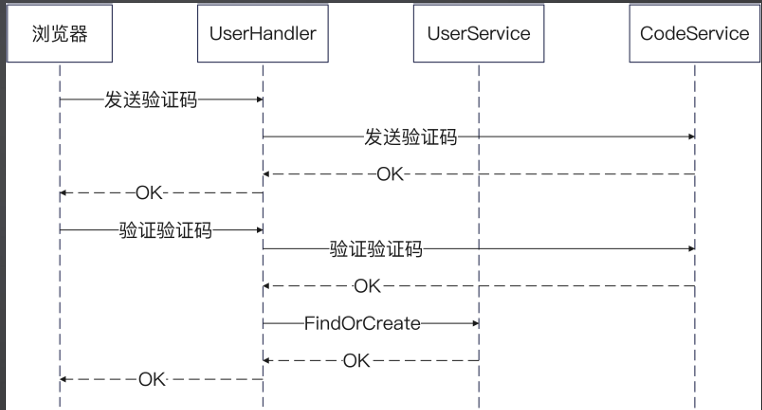 浏览器
UserHandler
UserService
CodeService
发送验证码
发送验证码
OK
OK
验证验证码
验证验证码
OK
FindOrCreate
OK
OK